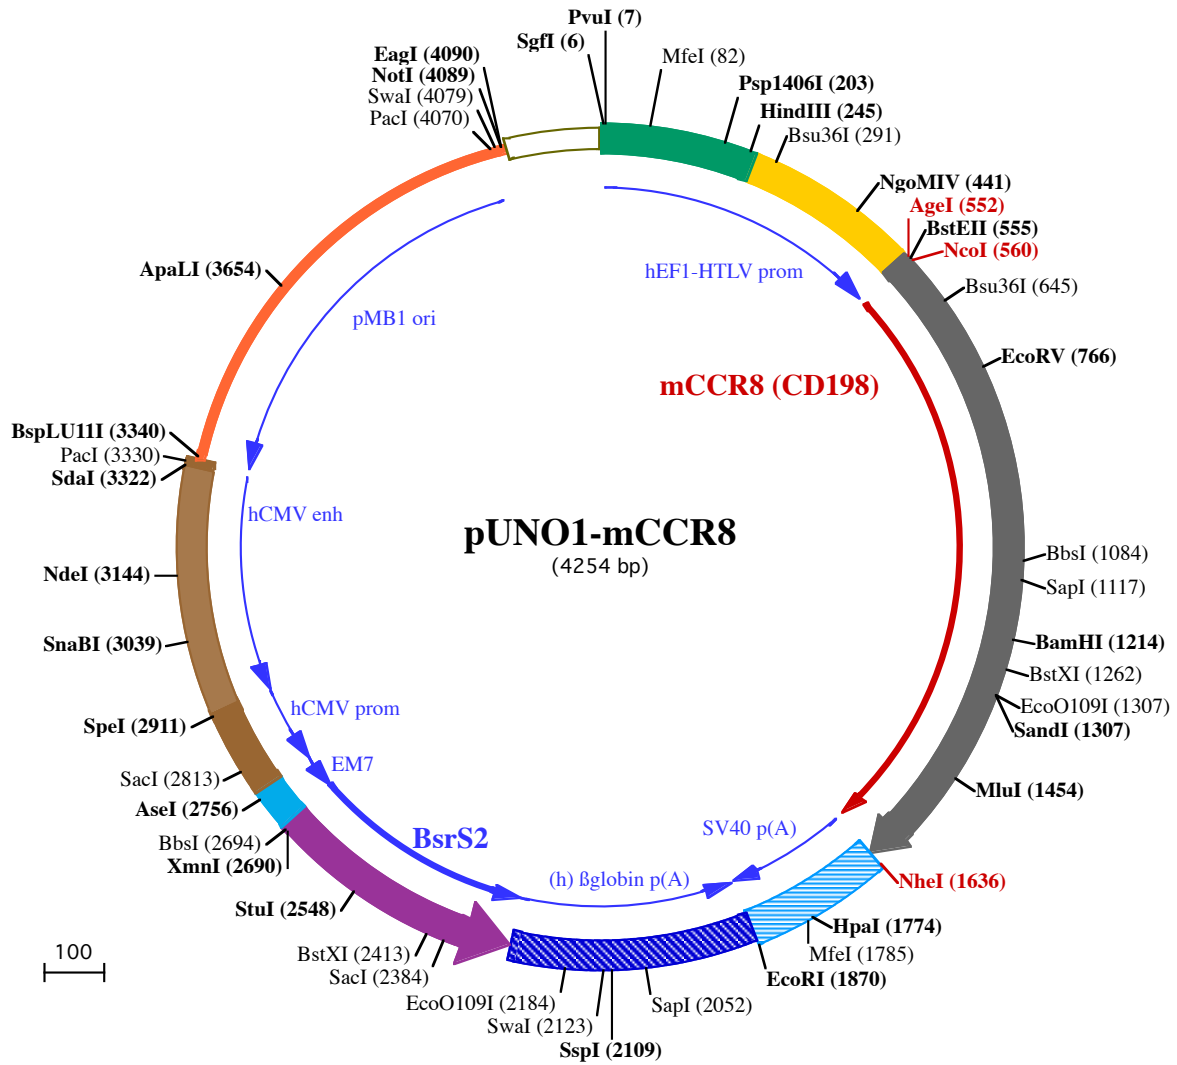 PvuI (7)
SgfI (6)
EagI (4090)
NotI (4089)
SwaI (4079)
PacI (4070)
MfeI (82)
Psp1406I (203)
HindIII (245)
Bsu36I (291)
NgoMIV (441)
AgeI (552)
BstEII (555)
NcoI (560)
Bsu36I (645)
EcoRV (766)
hEF1-HTLV prom
pMB1 ori
ApaLI (3654)
mCCR8 (CD198)
BspLU11I (3340)
PacI (3330)
SdaI (3322)
hCMV enh
pUNO1-mCCR8
(4254 bp)
NdeI (3144)
SnaBI (3039)
BbsI (1084)
SapI (1117)
BamHI (1214)
BstXI (1262)
EcoO109I (1307)
SandI (1307)
hCMV prom
SpeI (2911)
EM7
SacI (2813)
AseI (2756)
MluI (1454)
BbsI (2694)
XmnI (2690)
BsrS2
SV40 p(A)
(h) ßglobin p(A)
NheI (1636)
StuI (2548)
HpaI (1774)
MfeI (1785)
EcoRI (1870)
BstXI (2413)
SacI (2384)
EcoO109I (2184)
SwaI (2123)
SspI (2109)
SapI (2052)
100